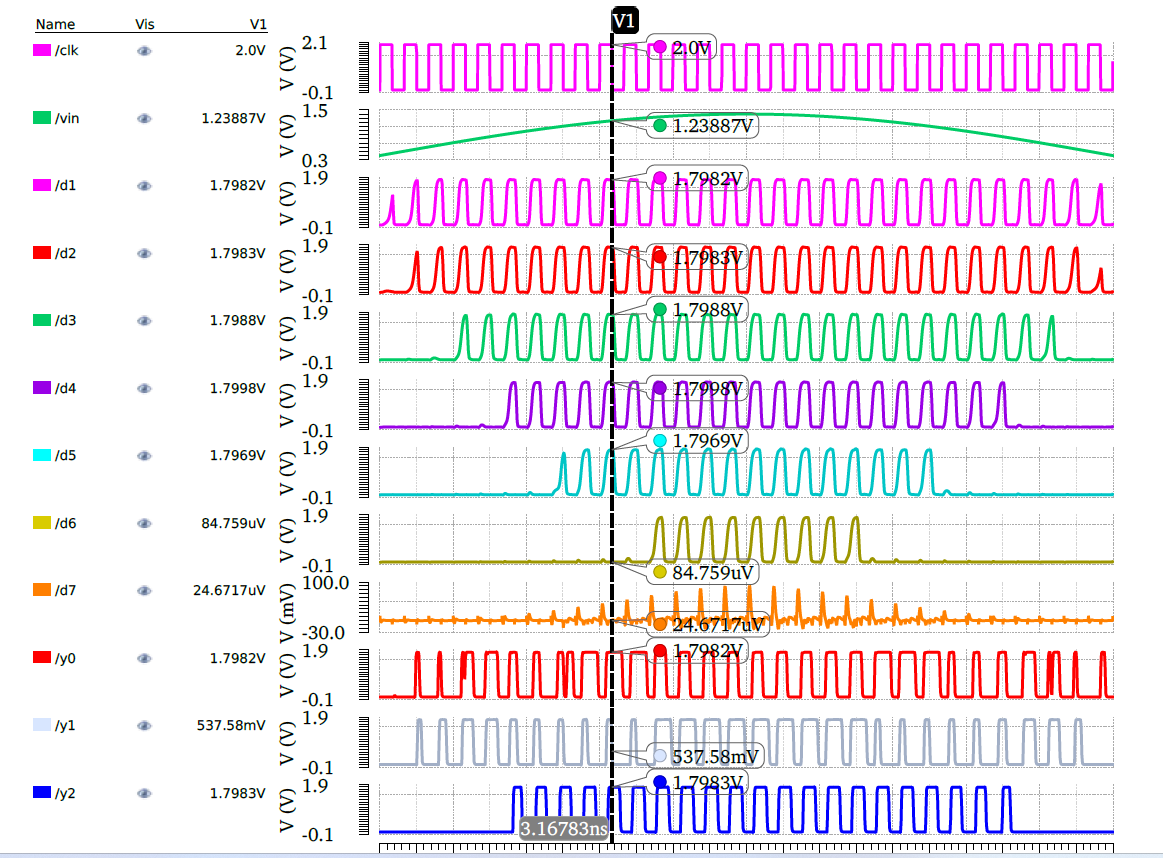 Name Vis V1
V1
/clk 2.0V
V (V) 2.1 -0.1
2.0V
/vin 1.23887V
V (V) 1.5 0.3
1.23887V
/d1 1.7982V
V (V) 1.9 -0.1
1.7982V
/d2 1.7983V
V (V) 1.9 -0.1
1.7983V
/d3 1.7988V
V (V) 1.9 -0.1
1.7988V
/d4 1.7998V
V (V) 1.9 -0.1
1.7998V
/d5 1.7969V
V (V) 1.9 -0.1
1.7969V
/d6 84.759uV
V (V) 1.9 -0.1
84.759uV
/d7 24.6717uV
V (mV) 100.0 -30.0
24.6717uV
/y0 1.7982V
V (V) 1.9 -0.1
1.7982V
/y1 537.58mV
V (V) 1.9 -0.1
537.58mV
/y2 1.7983V
V (V) 1.9 -0.1
1.7983V
3.16783ns